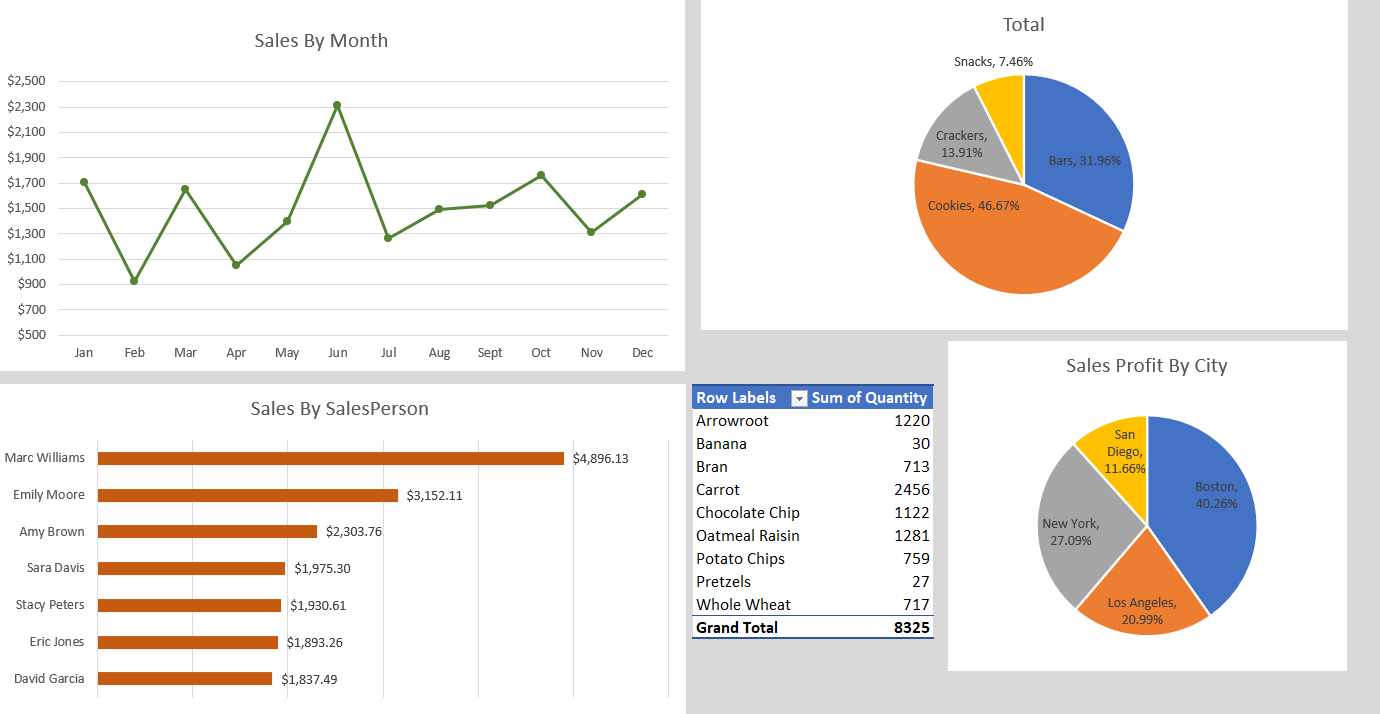 Sales By Month
$2,500
$2,300
$2,100
$1,900
$1,700
$1,500
$1,300
$1,100
$900
$700
$500
Jan Feb Mar Apr May Jun Jul Aug Sept Oct Nov Dec
Total
Snacks, 7.46%
Crackers,
13.91%
Bars, 31.96%
Cookies, 46.67%
Sales By SalesPerson
Marc Williams $4,896.13
Emily Moore $3,152.11
Amy Brown $2,303.76
Sara Davis $1,975.30
Stacy Peters $1,930.61
Eric Jones $1,893.26
David Garcia $1,837.49
Row Labels Sum of Quantity
Arrowroot 1220
Banana 30
Bran 713
Carrot 2456
Chocolate Chip 1122
Oatmeal Raisin 1281
Potato Chips 759
Pretzels 27
Whole Wheat 717
Grand Total 8325
Sales Profit By City
San
Diego,
11.66%
Boston,
40.26%
New York,
27.09%
Los Angeles,
20.99%